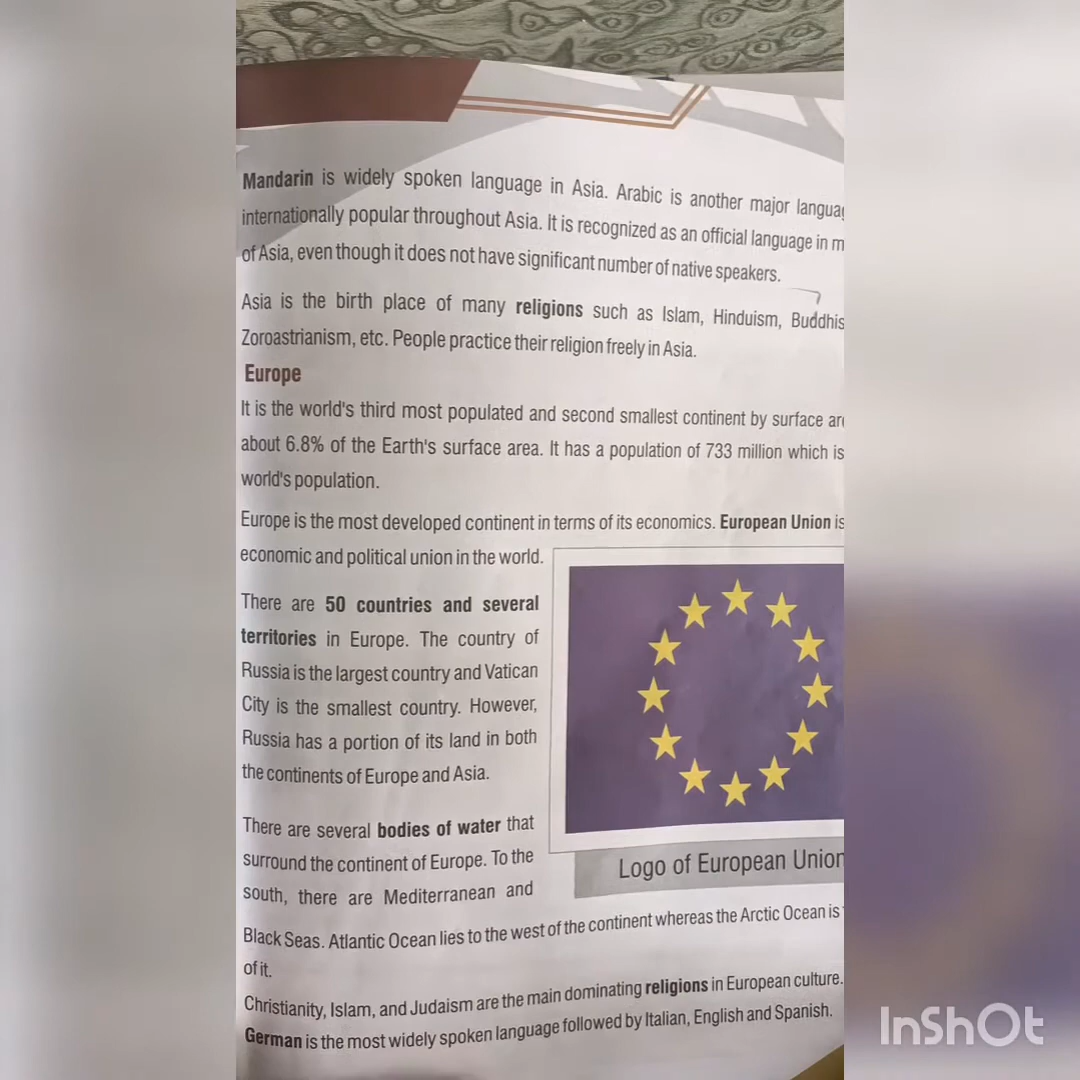 Mandarin is widely spoken language in Asia. Arabic is another major
internationally popular throughout Asia. It is recognized as an official language in
of Asia, even though it does not have significant number of native speakers.
Asia is the birth place of many religions such as Islam, Hinduism,
Zoroastrianism, etc. People practice their religion freely in Asia.
Europe
It is the world's third most populated and second smallest continent by surface
about 6.8% of the Earth's surface area. It has a population of 733 million which is
world's population.
Europe is the most developed continent in terms of its economics. European Union is
economic and political union in the world.
There are 50 countries and several
territories in Europe. The country of
Russia is the largest country and Vatican
City is the smallest country. However,
Russia has a portion of its land in both
the continents of Europe and Asia.
There are several bodies of water that
surround the continent of Europe. To the
south, there are Mediterranean and
Logo of European Union
Black Seas. Atlantic Ocean lies to the west of the continent whereas the Arctic Ocean is
of it.
Christianity, Islam, and Judaism are the main dominating religions in European culture.
German is the most widely spoken language followed by Italian, English and Spanish.
InShOt